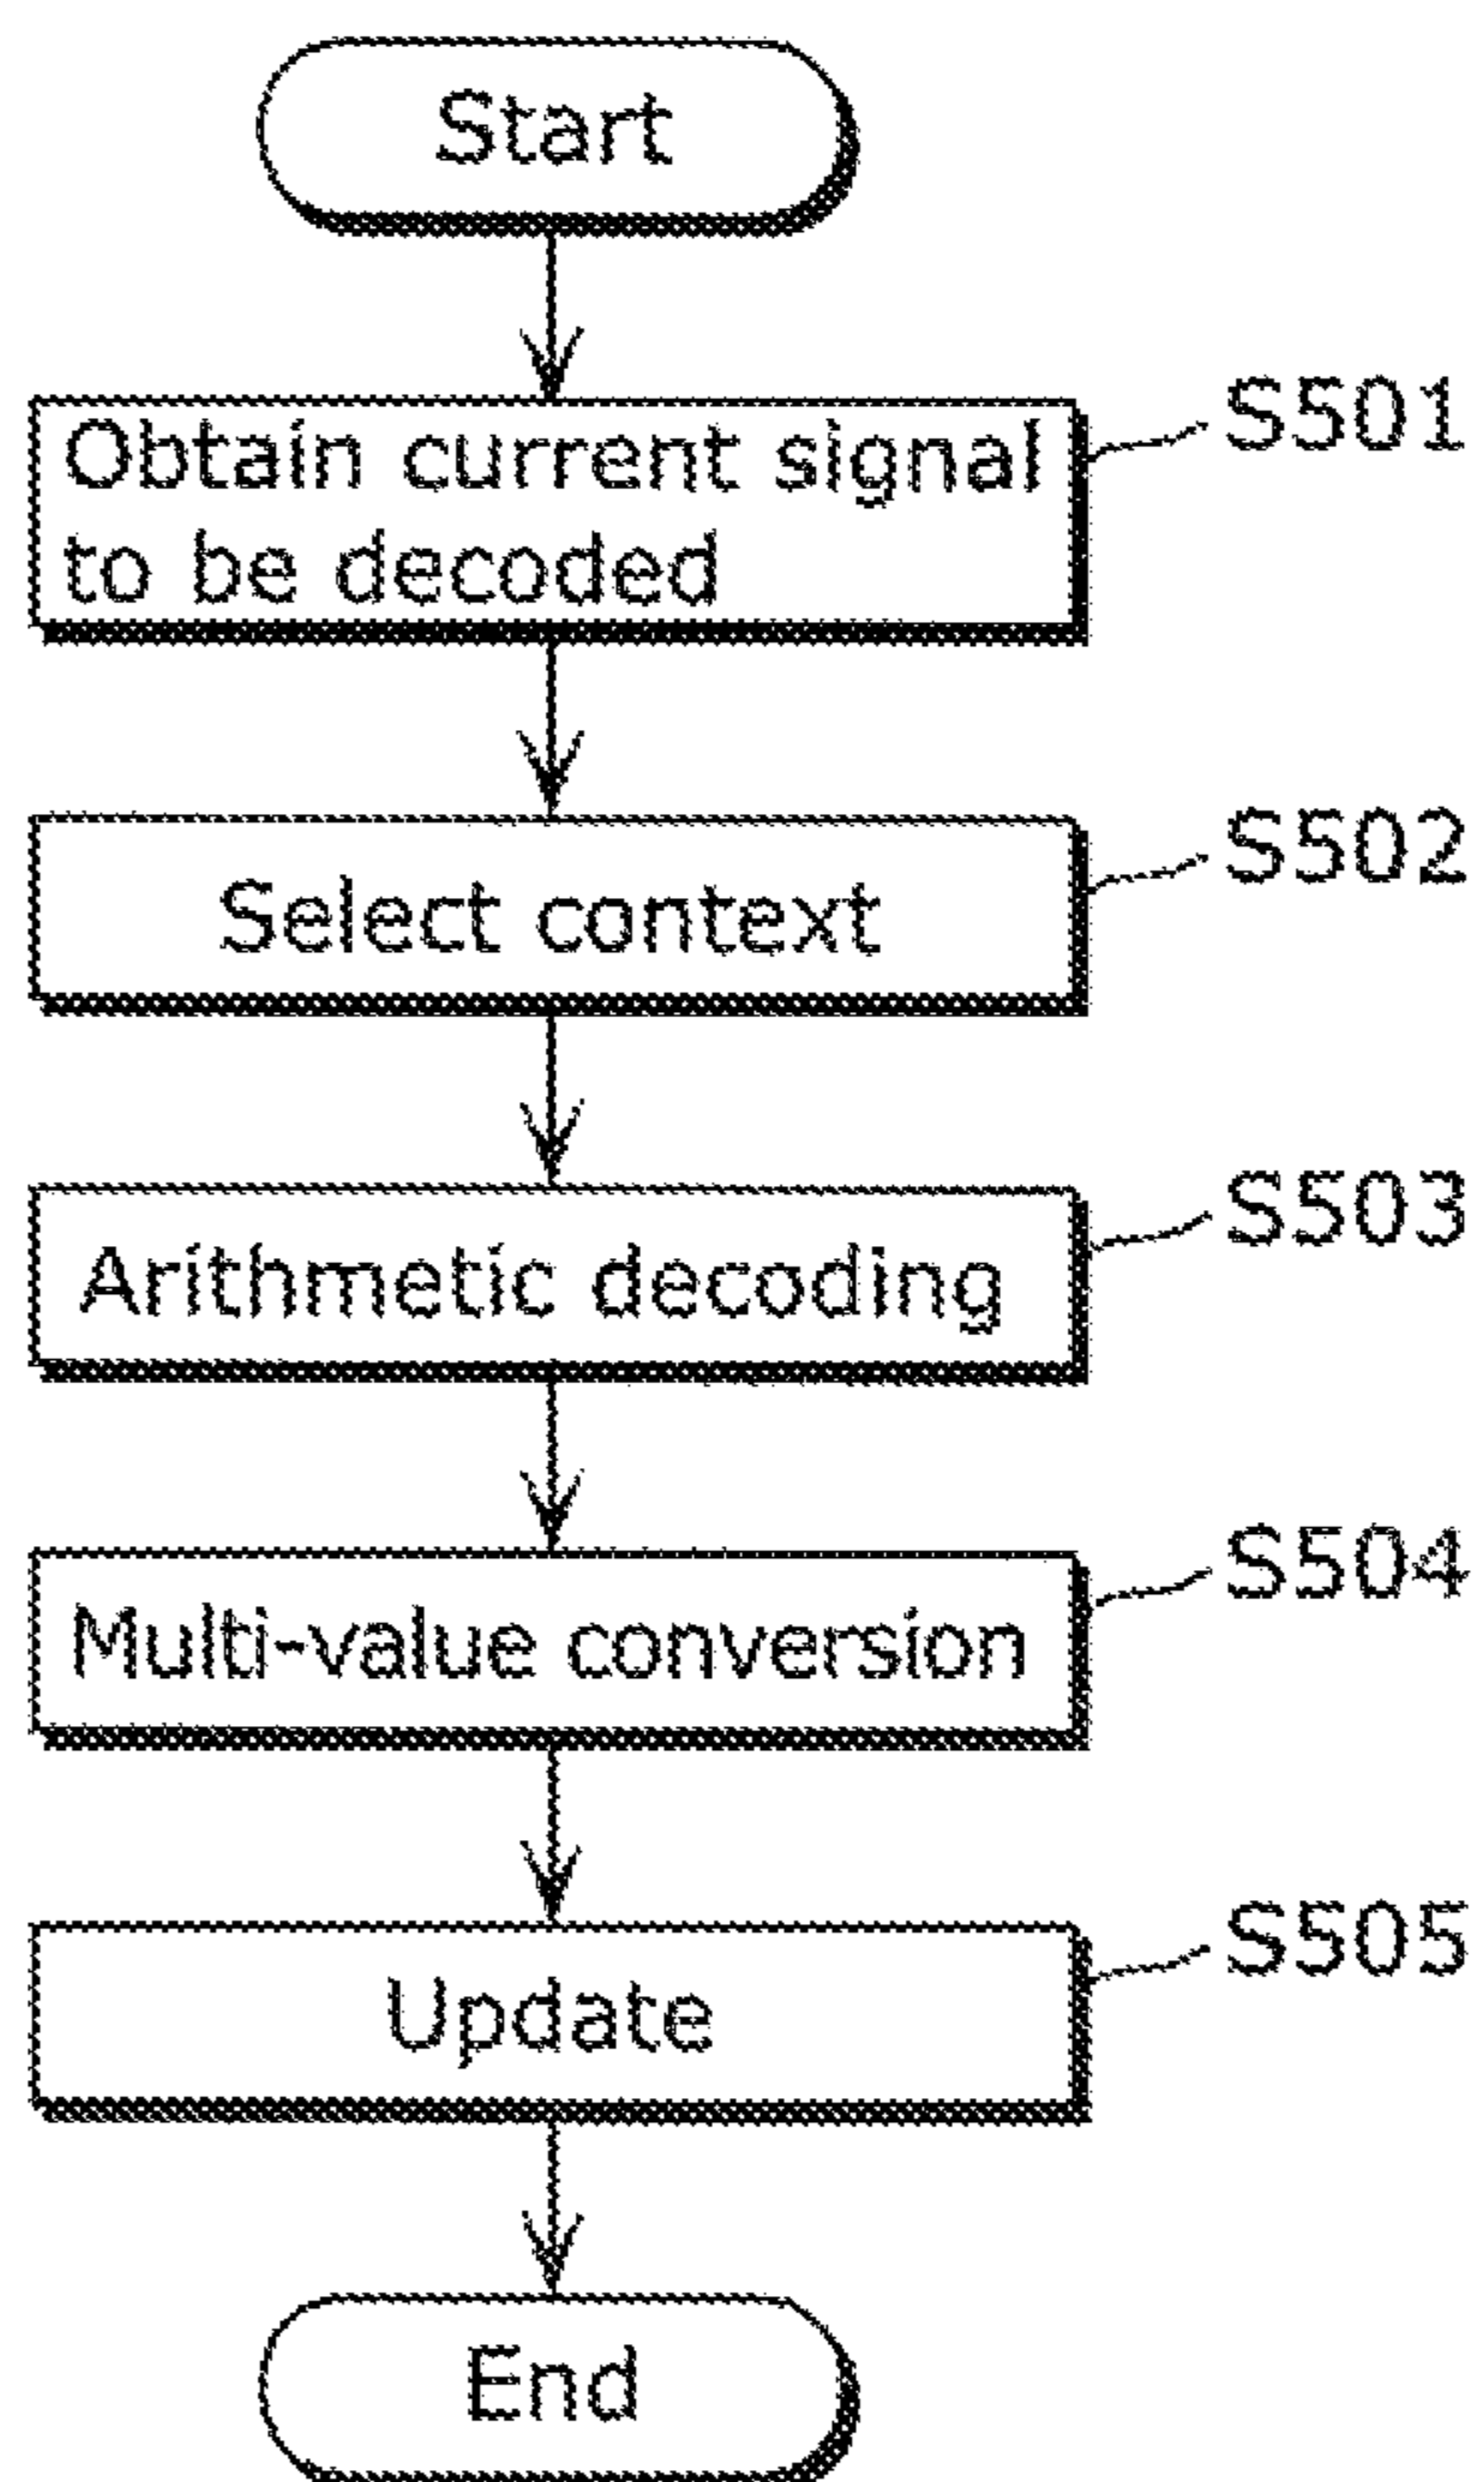 Start
Obtain current signal
to be decoded
S501
Select context
S502
Arithmetic decoding
S503
Multi-value conversion
S504
Update
S505
End